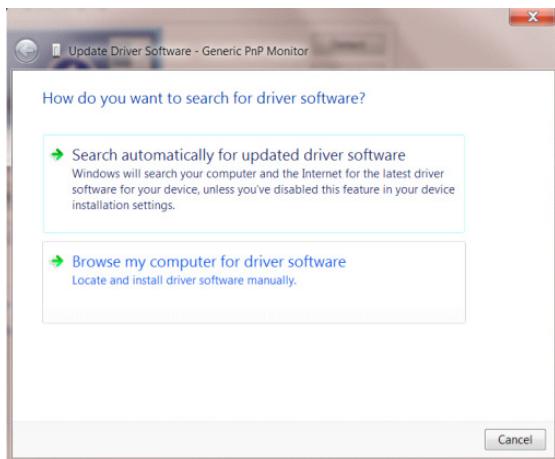 Update Driver Software - Generic PnP Monitor
How do you want to search for driver software?
Search automatically for updated driver software
Windows will search your computer and the Internet for the latest driver
software for your device, unless you've disabled this feature in your device
installation settings.
Browse my computer for driver software
Locate and install driver software manually.
Cancel